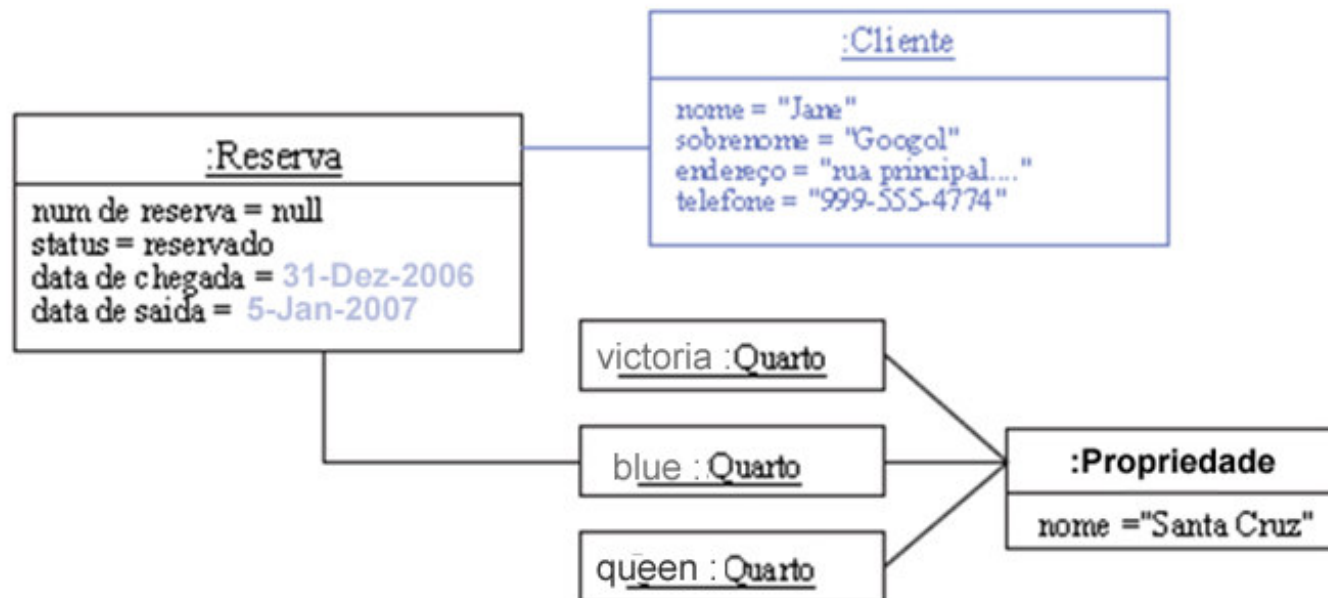 :Cliente
nome = "Jane"
sobrenome = "Googol"
endereço = "rua principal...."
telefone = "999-555-4774"
:Reserva
num de reserva = null
status = reservado
data de chegada = 31-Dez-2006
data de saida = 5-Jan-2007
victoria :Quarto
blue :Quarto
queen :Quarto
:Propriedade
nome ="Santa Cruz"